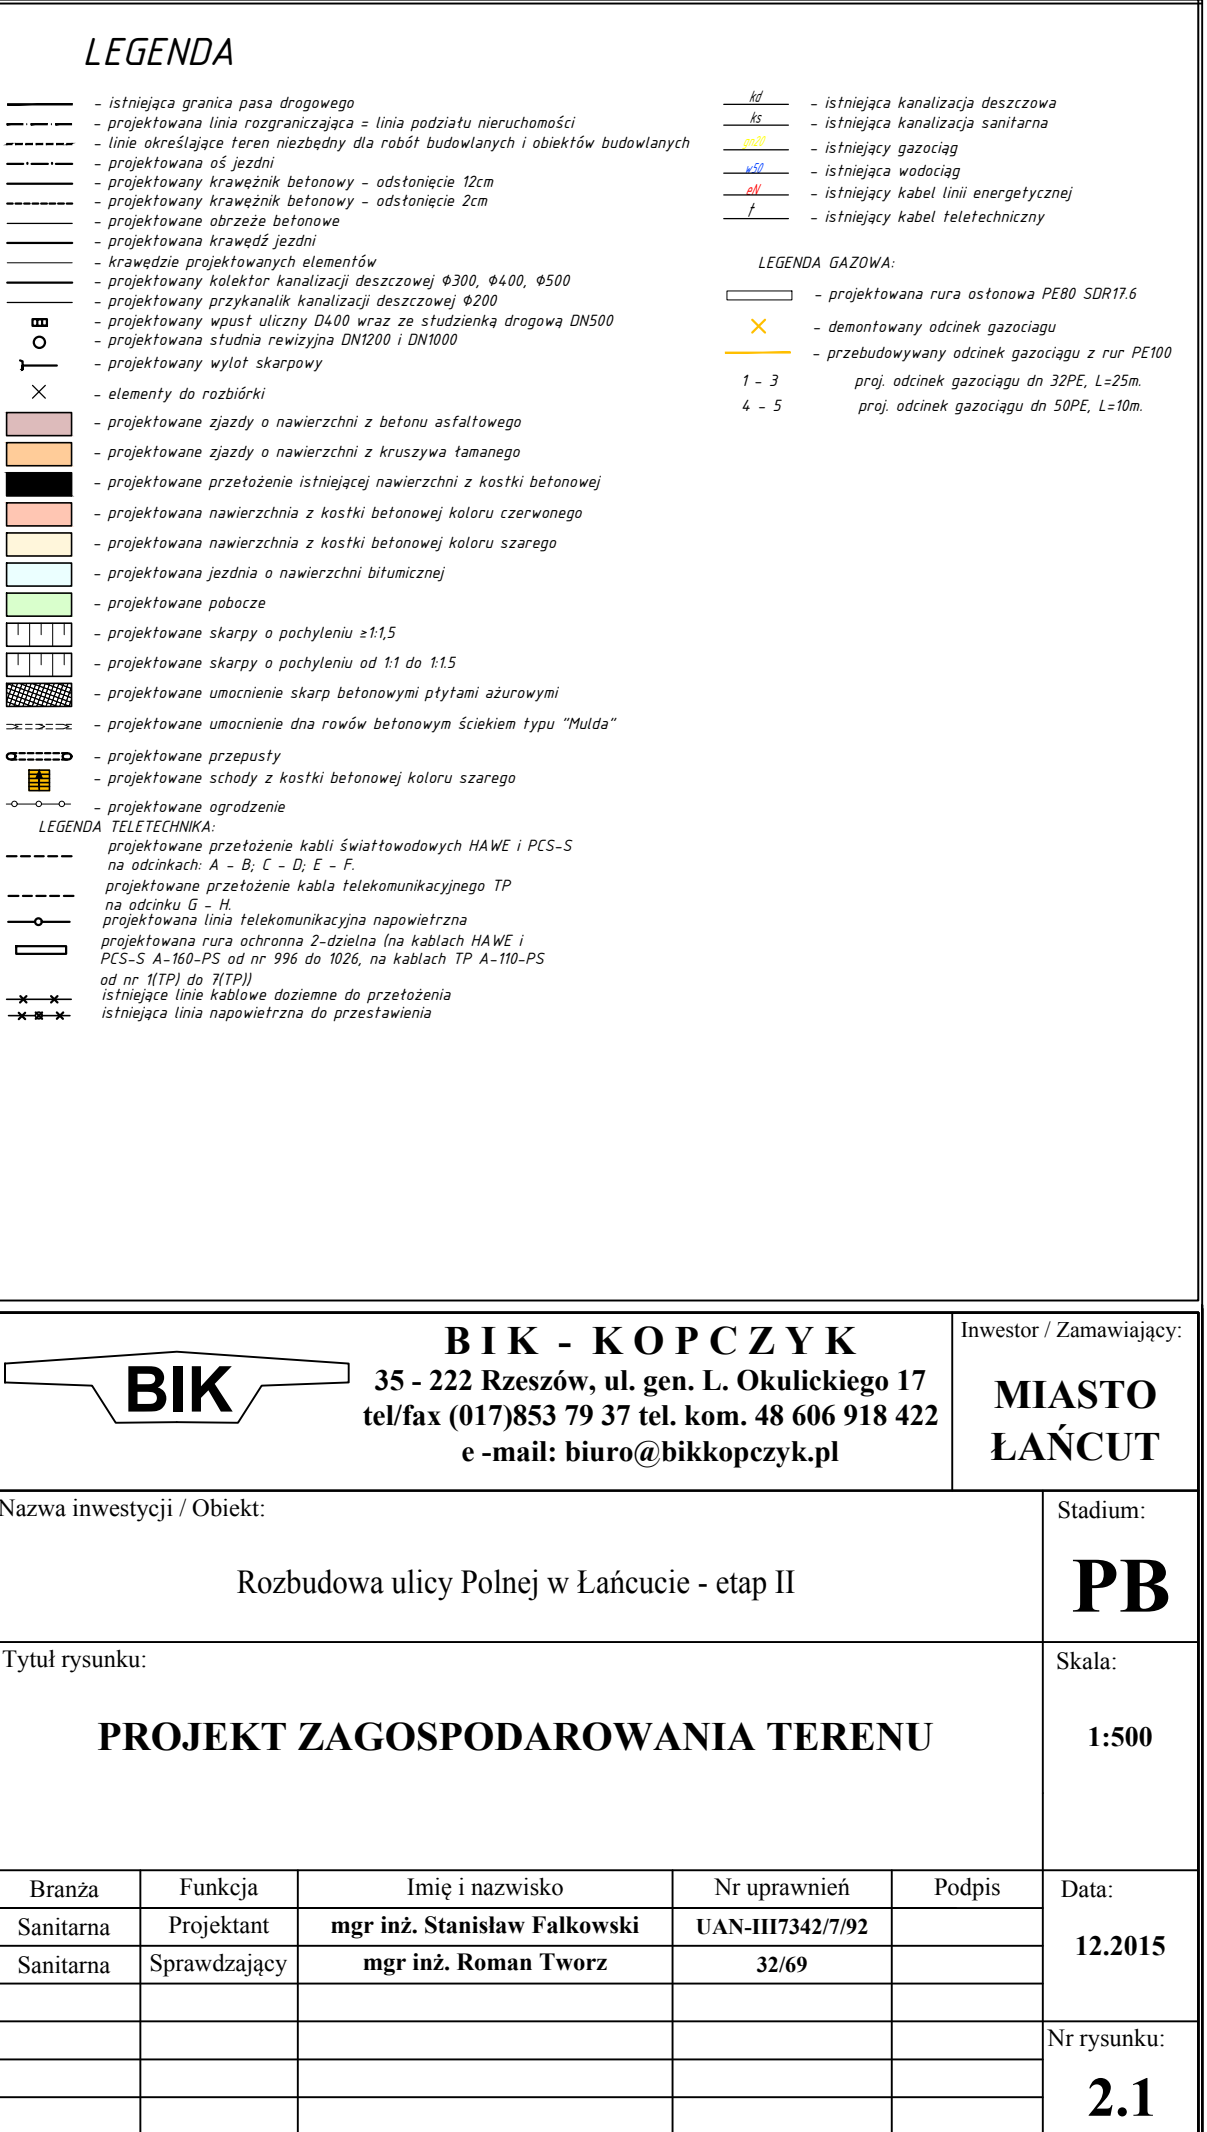 LEGENDA
- istniejąca granica pasa drogowego
- projektowana linia rozgraniczająca = linia podziału nieruchomości
- linie określające teren niezbędny dla robót budowlanych i obiektów budowlanych
- projektowana oś jezdni
- projektowany krawężnik betonowy - odsłonięcie 12cm
- projektowany krawężnik betonowy - odsłonięcie 2cm
- projektowane obrzeże betonowe
- projektowana krawędź jezdni
- krawędzie projektowanych elementów
- projektowany kolektor kanalizacji deszczowej Φ300, Φ400, Φ500
- projektowany przykanalik kanalizacji deszczowej Φ200
- projektowany wpust uliczny D400 wraz ze studzienką drogową DN500
- projektowana studnia rewizyjna DN1200 i DN1000
- projektowany wylot skarpowy
- elementy do rozbiórki
- projektowane zjazdy o nawierzchni z betonu asfaltowego
- projektowane zjazdy o nawierzchni z kruszywa łamanego
- projektowane przełożenie istniejącej nawierzchni z kostki betonowej
- projektowana nawierzchnia z kostki betonowej koloru czerwonego
- projektowana nawierzchnia z kostki betonowej koloru szarego
- projektowana jezdnia o nawierzchni bitumicznej
- projektowane pobocze
- projektowane skarpy o pochyleniu ≥1:1,5
- projektowane skarpy o pochyleniu od 1:1 do 1:1.5
- projektowane umocnienie skarp betonowymi płytami ażurowymi
- projektowane umocnienie dna rowów betonowym ściekiem typu "Mulda"
- projektowane przepusty
- projektowane schody z kostki betonowej koloru szarego
- projektowane ogrodzenie
LEGENDA TELETECHNIKA:
projektowane przełożenie kabli światłowodowych HAWE i PCS-S
na odcinkach: A - B; C - D; E - F.
projektowane przełożenie kabla telekomunikacyjnego TP
na odcinku G - H.
projektowana linia telekomunikacyjna napowietrzna
projektowana rura ochronna 2-dzielna (na kablach HAWE i
PCS-S A-160-PS od nr 996 do 1026, na kablach TP A-110-PS
od nr 1(TP) do 7(TP))
istniejące linie kablowe doziemne do przełożenia
istniejąca linia napowietrzna do przestawienia
kd - istniejąca kanalizacja deszczowa
ks - istniejąca kanalizacja sanitarna
- istniejący gazociąg
w50 - istniejąca wodociąg
eN - istniejący kabel linii energetycznej
t - istniejący kabel teletechniczny
LEGENDA GAZOWA:
- projektowana rura osłonowa PE80 SDR17.6
- demontowany odcinek gazociagu
- przebudowywany odcinek gazociągu z rur PE100
1 - 3 proj. odcinek gazociągu dn 32PE, L=25m.
4 - 5 proj. odcinek gazociągu dn 50PE, L=10m.
BIK
BIK - KOPCZYK
35 - 222 Rzeszów, ul. gen. L. Okulickiego 17
tel/fax (017)853 79 37 tel. kom. 48 606 918 422
e -mail: biuro@bikkopczyk.pl
Inwestor / Zamawiający:
MIASTO
ŁAŃCUT
Nazwa inwestycji / Obiekt:
Rozbudowa ulicy Polnej w Łańcucie - etap II
Stadium:
PB
Tytuł rysunku:
PROJEKT ZAGOSPODAROWANIA TERENU
Skala:
1:500
Branża Funkcja Imię i nazwisko Nr uprawnień Podpis
Sanitarna Projektant mgr inż. Stanisław Falkowski UAN-III7342/7/92
Sanitarna Sprawdzający mgr inż. Roman Tworz 32/69
Data:
12.2015
Nr rysunku:
2.1